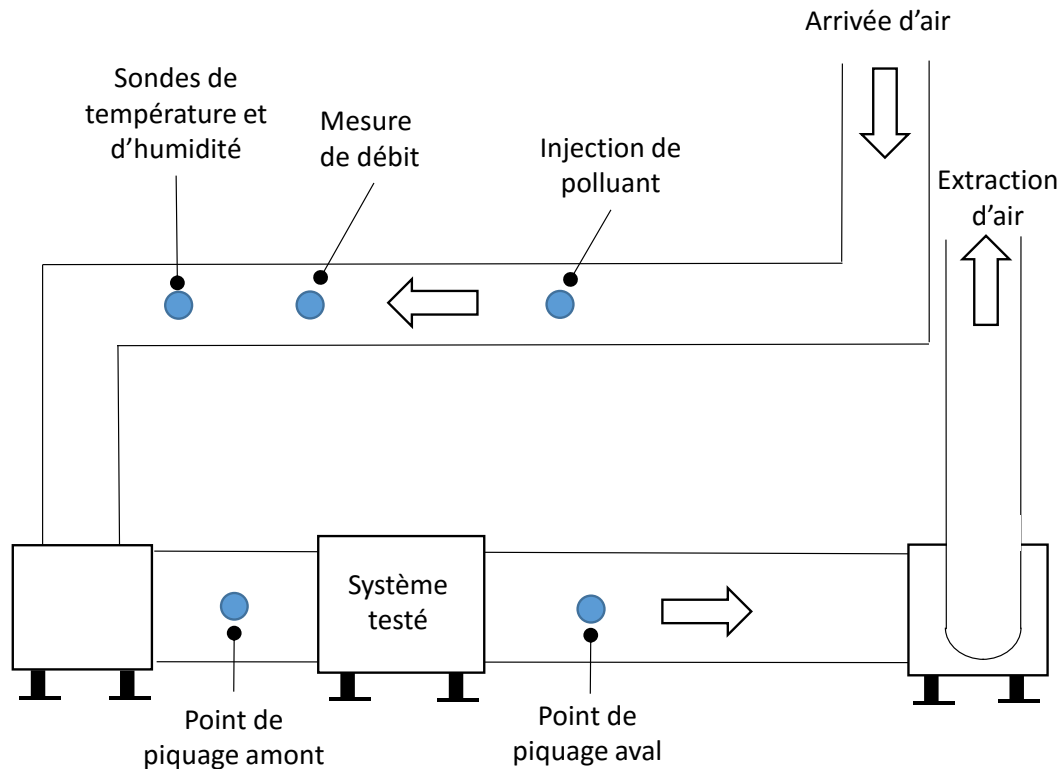 Arrivée d'air
Sondes de
température et
d'humidité
Mesure
de débit
Injection de
polluant
Extraction
d'air
Système
testé
Point de
piquage amont
Point de
piquage aval